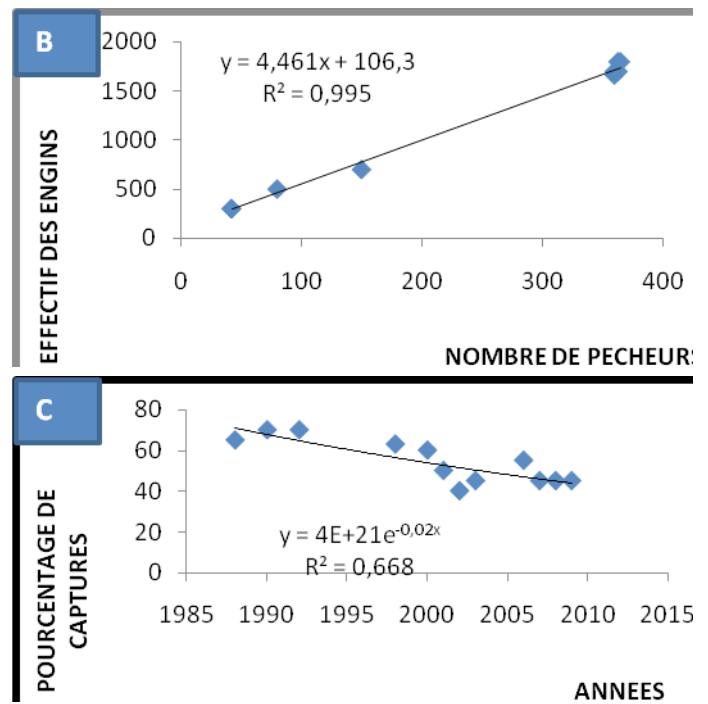 B
2000
1500
1000
500
0
y = 4,461x + 106,3
R² = 0,995
0 100 200 300 400
EFFECTIF DES ENGINS
NOMBRE DE PECHEURS
C
80
60
40
20
0
y = 4E+21e^-0,02x
R² = 0,668
1985 1990 1995 2000 2005 2010 2015
POURCENTAGE DE
CAPTURES
ANNEES